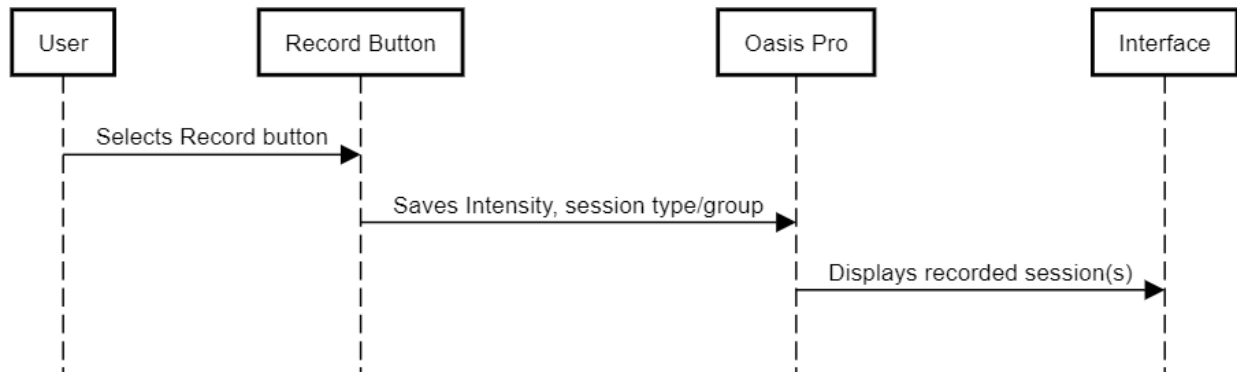 User
Record Button
Oasis Pro
Interface
Selects Record button
Saves Intensity, session type/group
Displays recorded session(s)